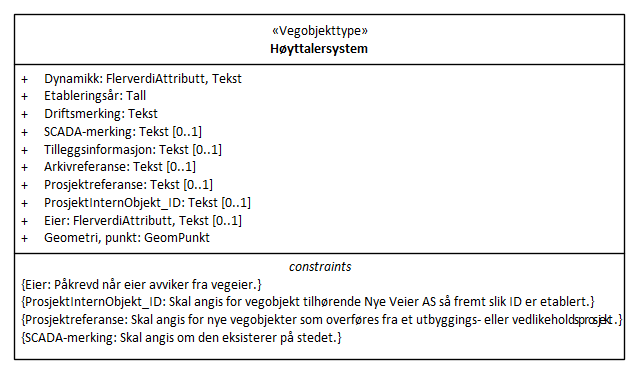 «Vegobjekttype»
Høyttalersystem
+ Dynamikk: FlerverdiAttributt, Tekst
+ Etableringsår: Tall
+ Driftsmerking: Tekst
+ SCADA-merking: Tekst [0..1]
+ Tilleggsinformasjon: Tekst [0..1]
+ Arkivreferanse: Tekst [0..1]
+ Prosjektreferanse: Tekst [0..1]
+ ProsjektInternObjekt_ID: Tekst [0..1]
+ Eier: FlerverdiAttributt, Tekst [0..1]
+ Geometri, punkt: GeomPunkt
constraints
{Eier: Påkrevd når eier avviker fra vegeier.}
{ProsjektInternObjekt_ID: Skal angis for vegobjekt tilhørende Nye Veier AS så fremt slik ID er etablert.}
{Prosjektreferanse: Skal angis for nye vegobjekter som overføres fra et utbyggings- eller vedlikeholdsprosjekt.}
{SCADA-merking: Skal angis om den eksisterer på stedet.}